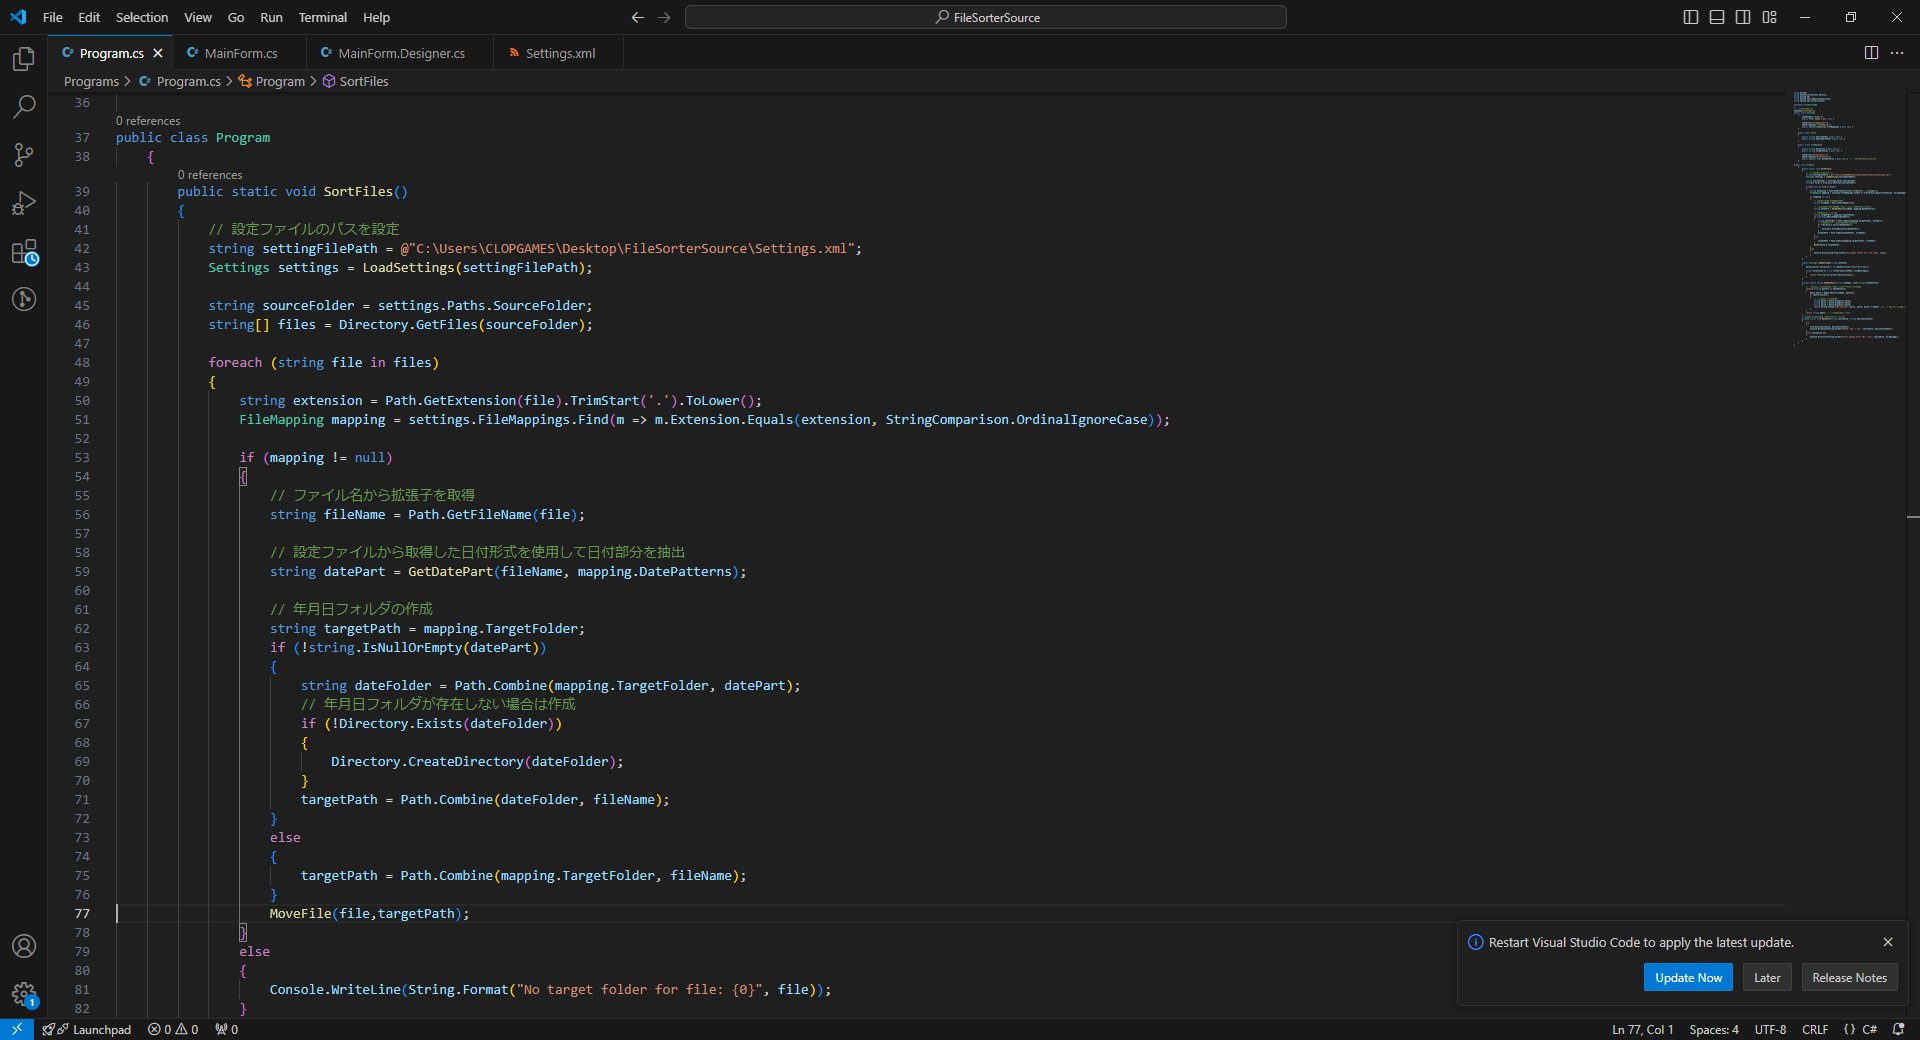 File Edit Selection View Go Run Terminal Help
FileSorterSource
Program.cs
MainForm.cs
MainForm.Designer.cs
Settings.xml
Programs > Program.cs > Program > SortFiles
36
0 references
37 public class Program
38 {
0 references
39 public static void SortFiles()
40 {
41 // 設定ファイルのパスを設定
42 string settingFilePath = @"C:\Users\CLOPGAMES\Desktop\FileSorterSource\Settings.xml";
43 Settings settings = LoadSettings(settingFilePath);
44
45 string sourceFolder = settings.Paths.SourceFolder;
46 string[] files = Directory.GetFiles(sourceFolder);
47
48 foreach (string file in files)
49 {
50 string extension = Path.GetExtension(file).TrimStart('.').ToLower();
51 FileMapping mapping = settings.FileMappings.Find(m => m.Extension.Equals(extension, StringComparison.OrdinalIgnoreCase));
52
53 if (mapping != null)
54 {
55 // ファイル名から拡張子を取得
56 string fileName = Path.GetFileName(file);
57
58 // 設定ファイルから取得した日付形式を使用して日付部分を抽出
59 string datePart = GetDatePart(fileName, mapping.DatePatterns);
60
61 // 年月日フォルダの作成
62 string targetPath = mapping.TargetFolder;
63 if (!string.IsNullOrEmpty(datePart))
64 {
65 string dateFolder = Path.Combine(mapping.TargetFolder, datePart);
66 // 年月日フォルダが存在しない場合は作成
67 if (!Directory.Exists(dateFolder))
68 {
69 Directory.CreateDirectory(dateFolder);
70 }
71 targetPath = Path.Combine(dateFolder, fileName);
72 }
73 else
74 {
75 targetPath = Path.Combine(mapping.TargetFolder, fileName);
76 }
77 MoveFile(file,targetPath);
78 }
79 else
80 {
81 Console.WriteLine(String.Format("No target folder for file: {0}", file));
82 }
Restart Visual Studio Code to apply the latest update.
Update Now Later Release Notes
1
Launchpad 0 0 0
Ln 77, Col 1 Spaces: 4 UTF-8 CRLF {} C#